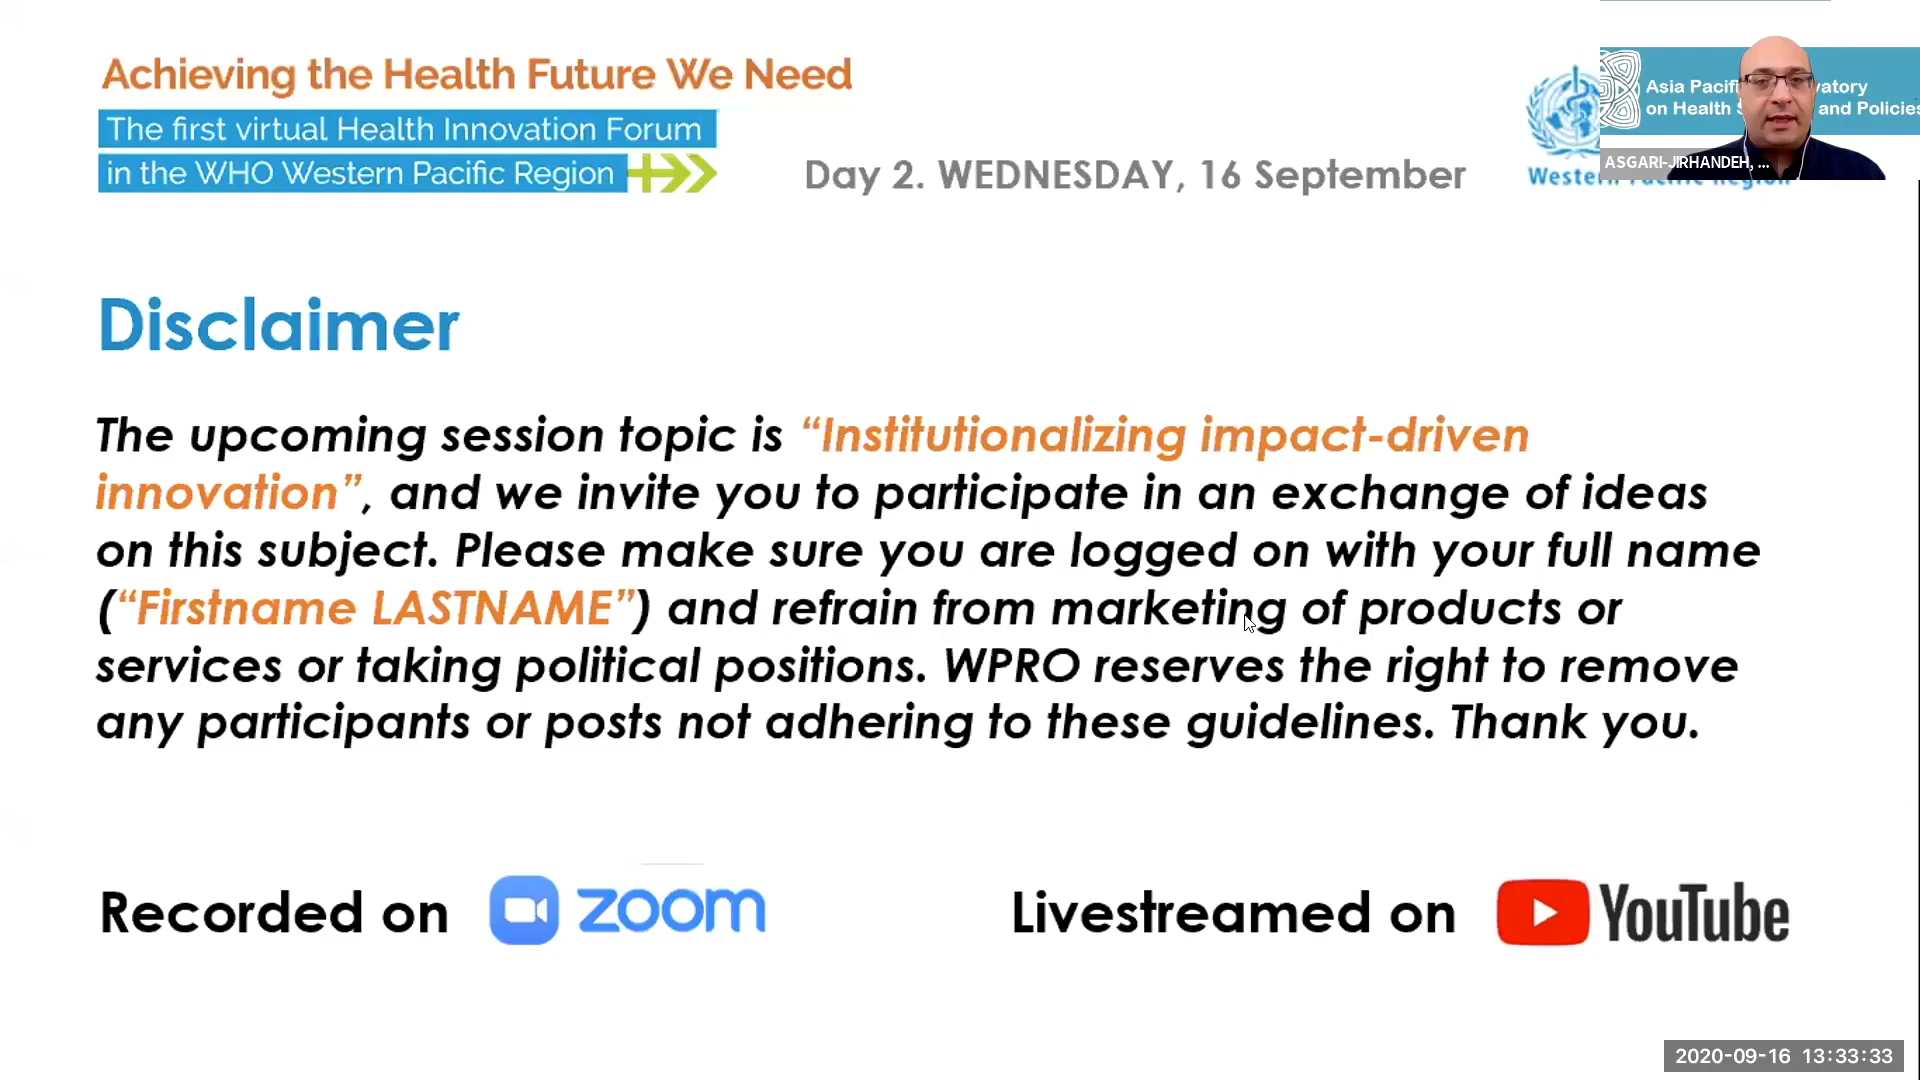 Achieving the Health Future We Need
The first virtual Health Innovation Forum
in the WHO Western Pacific Region
Day 2. WEDNESDAY, 16 September
Asia Pacific
on Health and Policies
ASGARI-JIRHANDEH, ...
Western Pacific Region
Disclaimer
The upcoming session topic is “Institutionalizing impact-driven
innovation”, and we invite you to participate in an exchange of ideas
on this subject. Please make sure you are logged on with your full name
(“Firstname LASTNAME”) and refrain from marketing of products or
services or taking political positions. WPRO reserves the right to remove
any participants or posts not adhering to these guidelines. Thank you.
Recorded on zoom
Livestreamed on YouTube
2020-09-16 13:33:33